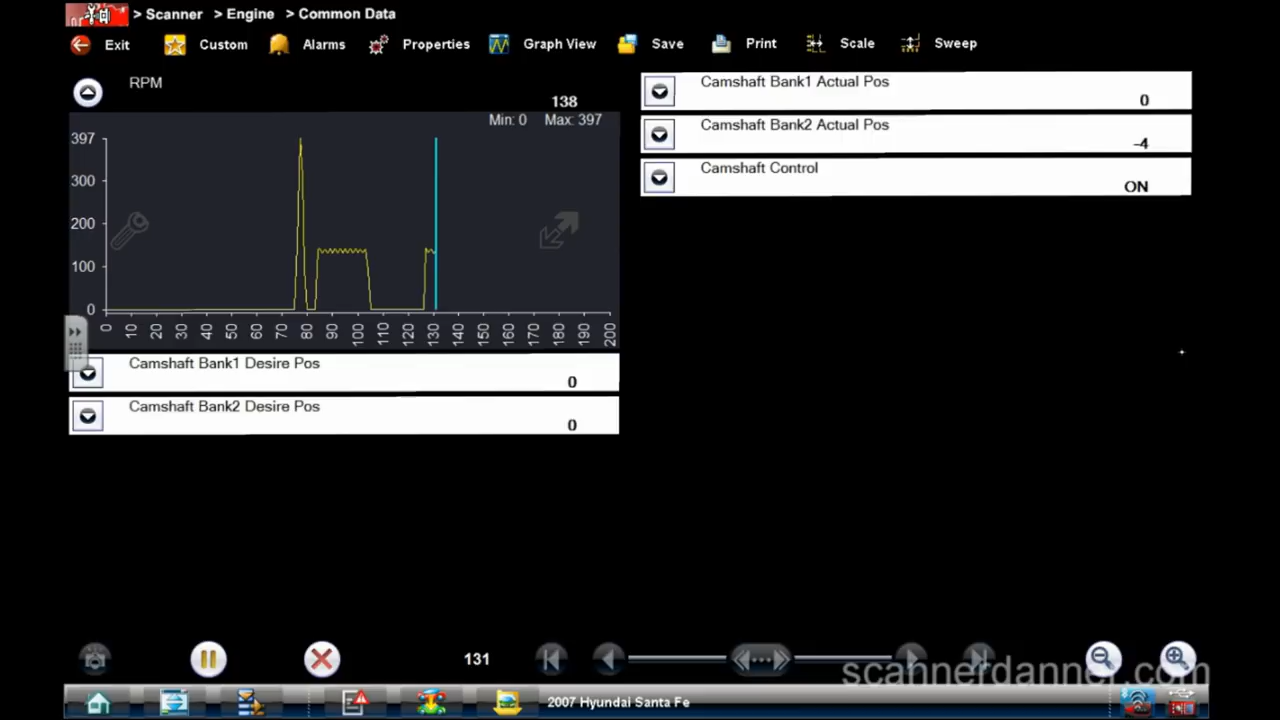 > Scanner > Engine > Common Data
Exit Custom Alarms Properties Graph View Save Print Scale Sweep
RPM
138
Min: 0 Max: 397
397
300
200
100
0
0 10 20 30 40 50 60 70 80 90 100 110 120 130 140 150 160 170 180 190 200
Camshaft Bank1 Desire Pos
0
Camshaft Bank2 Desire Pos
0
Camshaft Bank1 Actual Pos
0
Camshaft Bank2 Actual Pos
-4
Camshaft Control
ON
131
scannerdanner.com
2007 Hyundai Santa Fe